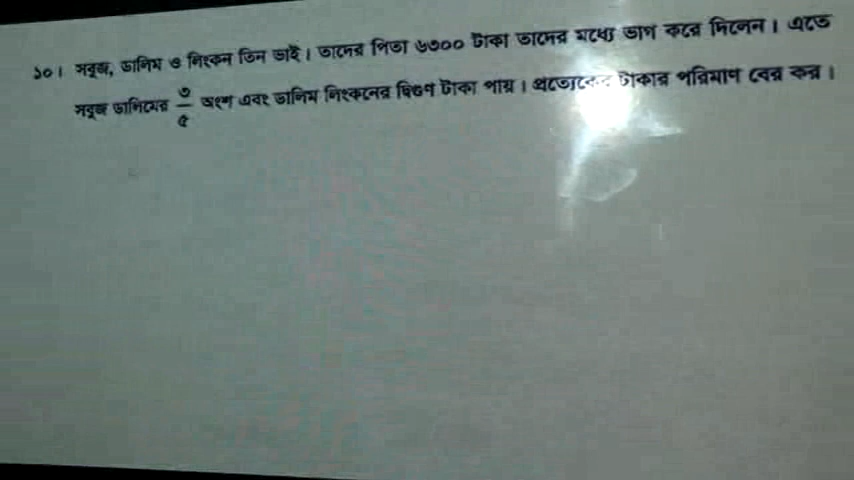 ১০। সবুজ, ডালিম ও লিংকন তিন ভাই। তাদের পিতা ৬৩০০ টাকা তাদের মধ্যে ভাগ করে দিলেন। এতে
সবুজ ডালিমের ৩/৫ অংশ এবং ডালিম লিংকনের দ্বিগুণ টাকা পায়। প্রত্যেকের টাকার পরিমাণ বের কর।